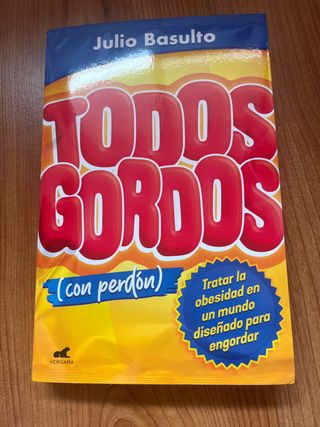 Julio Basulto
TODOS
GORDOS
(con perdón)
Tratar la
obesidad en
un mundo
diseñado para
engordar
VERGARA